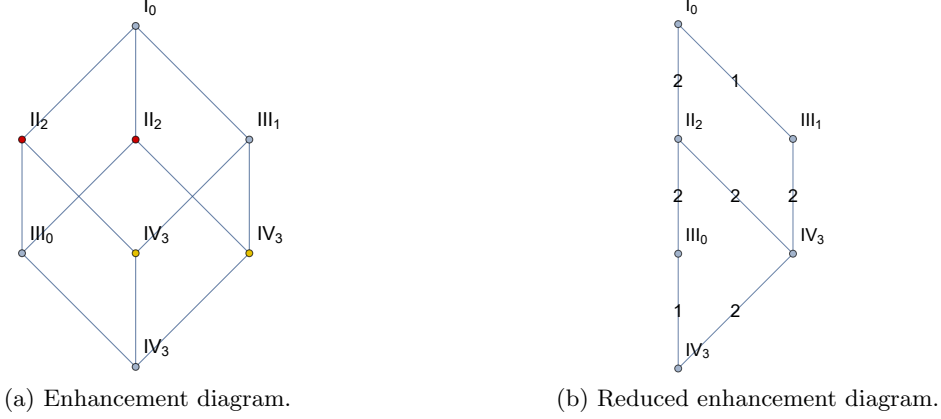 I₀
I₀
2
1
II₂
II₂
III₁
II₂
III₁
2
2
2
III₀
IV₃
IV₃
III₀
IV₃
1
2
IV₃
IV₃
(a) Enhancement diagram.
(b) Reduced enhancement diagram.